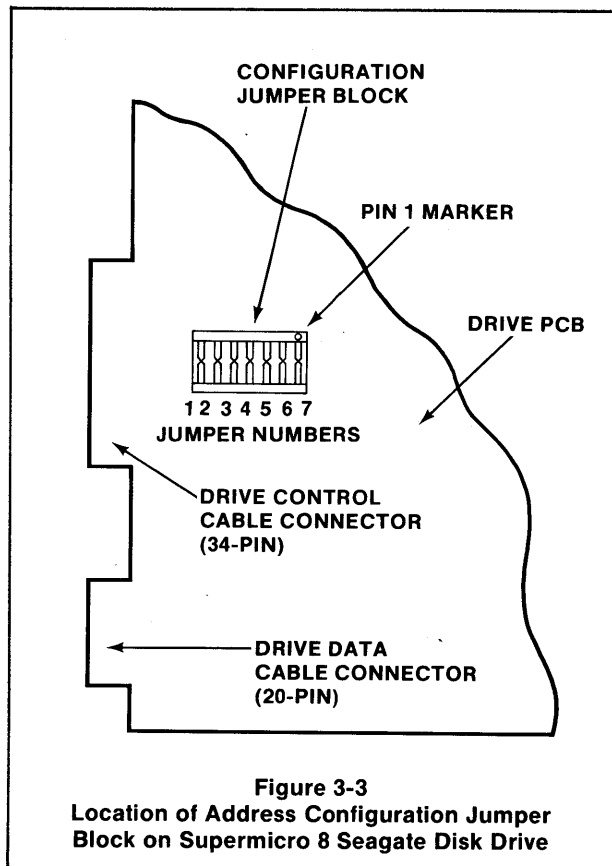 CONFIGURATION
JUMPER BLOCK
PIN 1 MARKER
DRIVE PCB
1 2 3 4 5 6 7
JUMPER NUMBERS
DRIVE CONTROL
CABLE CONNECTOR
(34-PIN)
DRIVE DATA
CABLE CONNECTOR
(20-PIN)
Figure 3-3
Location of Address Configuration Jumper
Block on Supermicro 8 Seagate Disk Drive